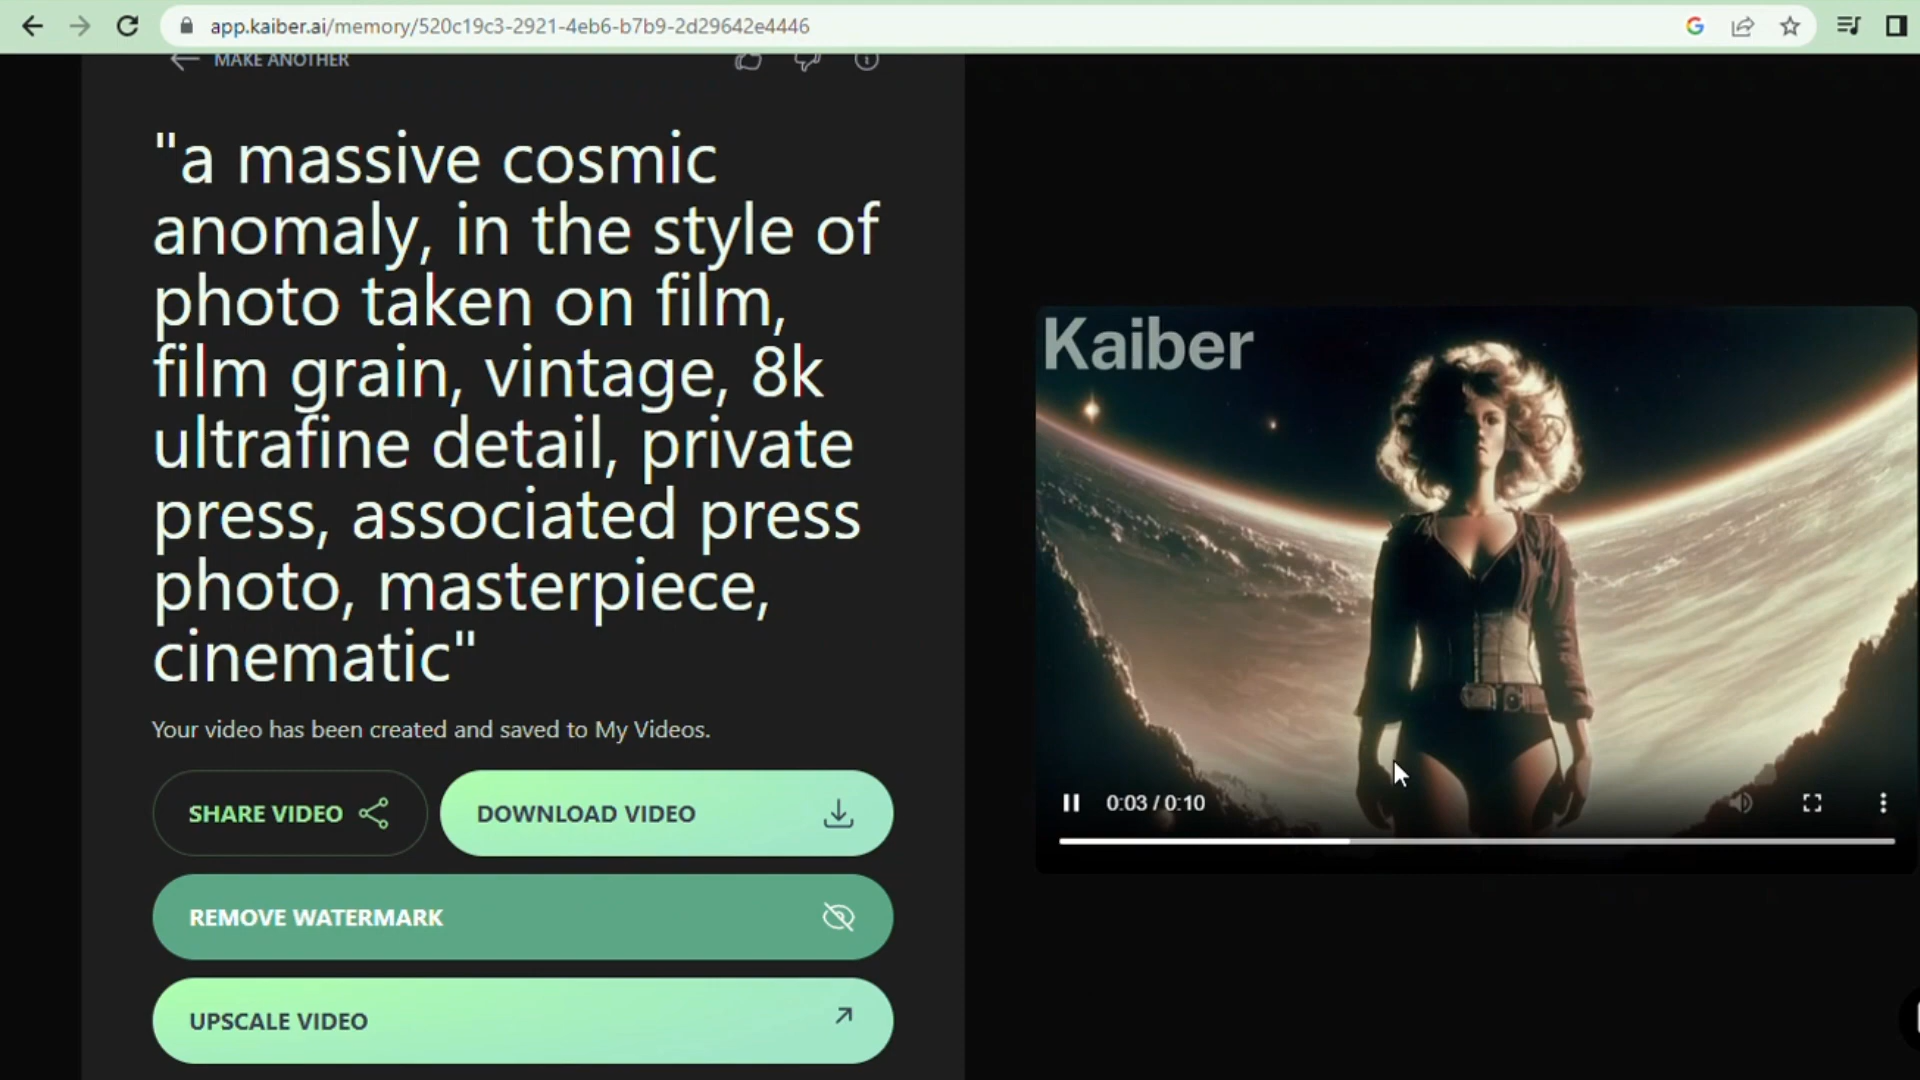 app.kaiber.ai/memory/520c19c3-2921-4eb6-b7b9-2d29642e4446
MAKE ANOTHER
"a massive cosmic
anomaly, in the style of
photo taken on film,
film grain, vintage, 8k
ultrafine detail, private
press, associated press
photo, masterpiece,
cinematic"
Your video has been created and saved to My Videos.
SHARE VIDEO
DOWNLOAD VIDEO
REMOVE WATERMARK
UPSCALE VIDEO
Kaiber
0:03 / 0:10